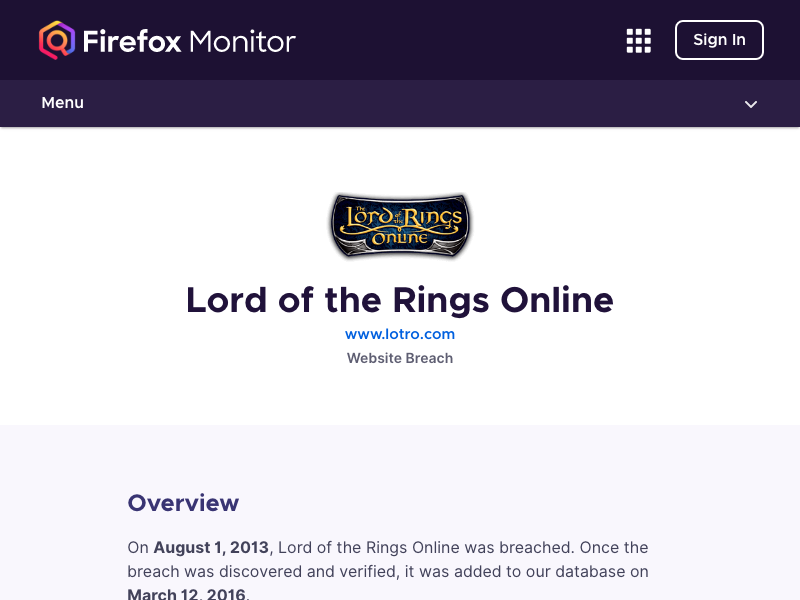 Firefox Monitor
Sign In
Menu
The Lord of the Rings
Online
Lord of the Rings Online
www.lotro.com
Website Breach
Overview
On August 1, 2013, Lord of the Rings Online was breached. Once the
breach was discovered and verified, it was added to our database on
March 12, 2016.